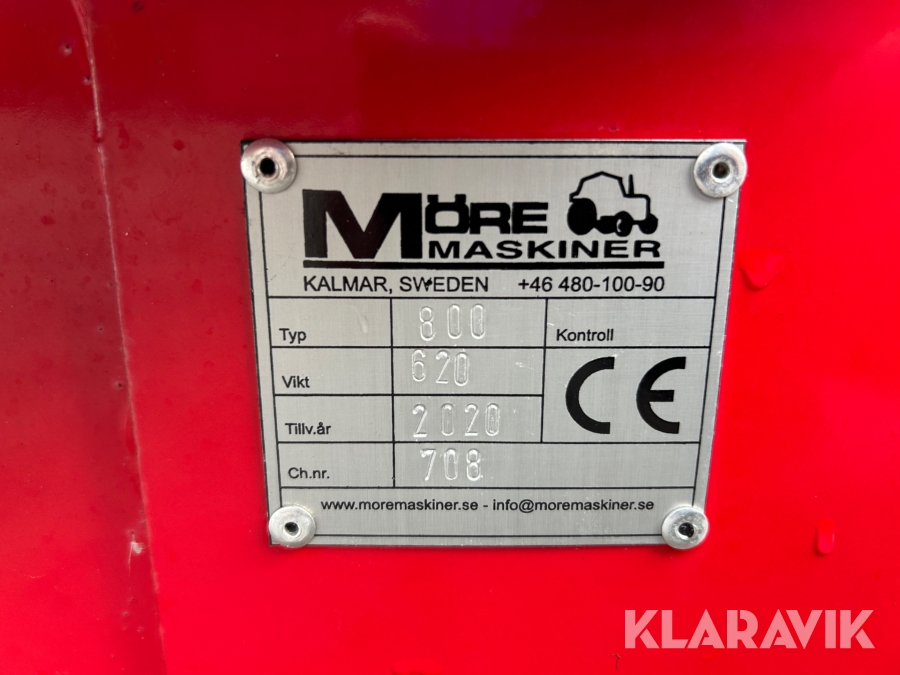 MÖRE
MASKINER
KALMAR, SWEDEN +46 480-100-90
Typ 800 Kontroll
Vikt 620 CE
Tillv.år 2020
Ch.nr. 708
www.moremaskiner.se - info@moremaskiner.se
KLARAVIK